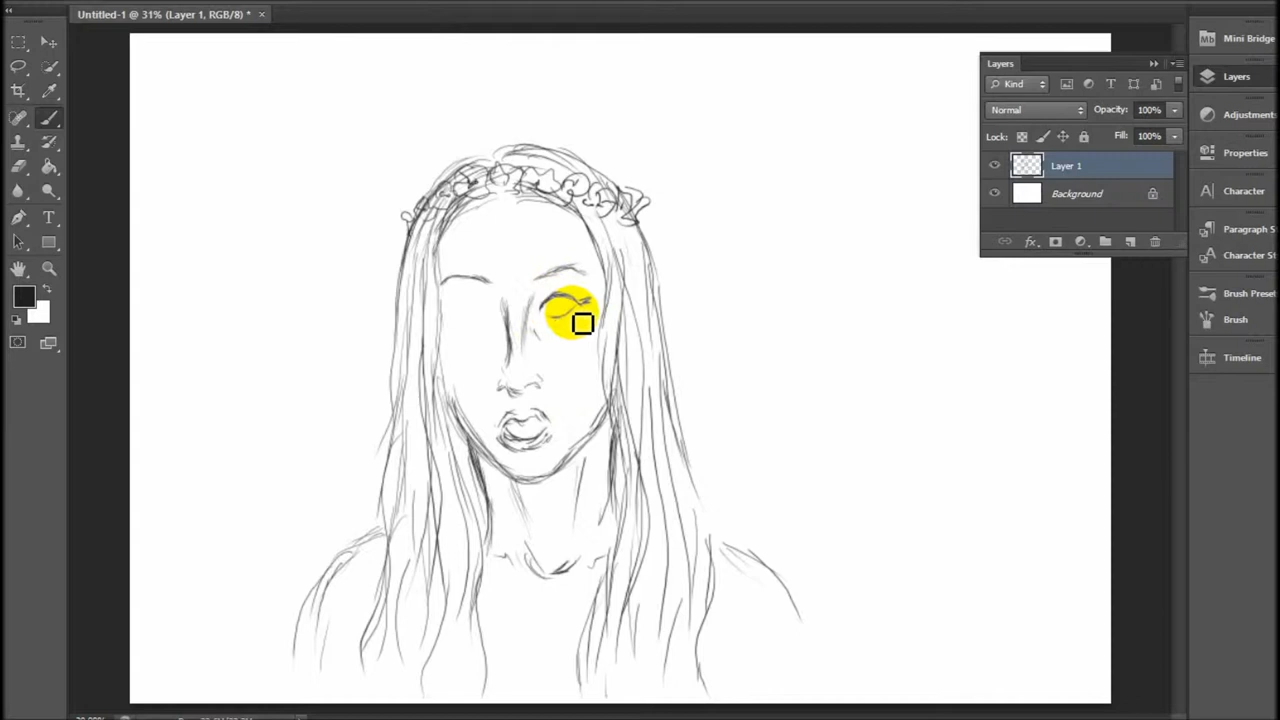 Untitled-1 @ 31% (Layer 1, RGB/8) *
Mini Bridge
Layers
Layers
Kind
Normal
Opacity: 100%
Adjustments
Lock:
Fill: 100%
Properties
Layer 1
Background
Character
fx
Paragraph S
Character St
Brush Preset
Brush
Timeline